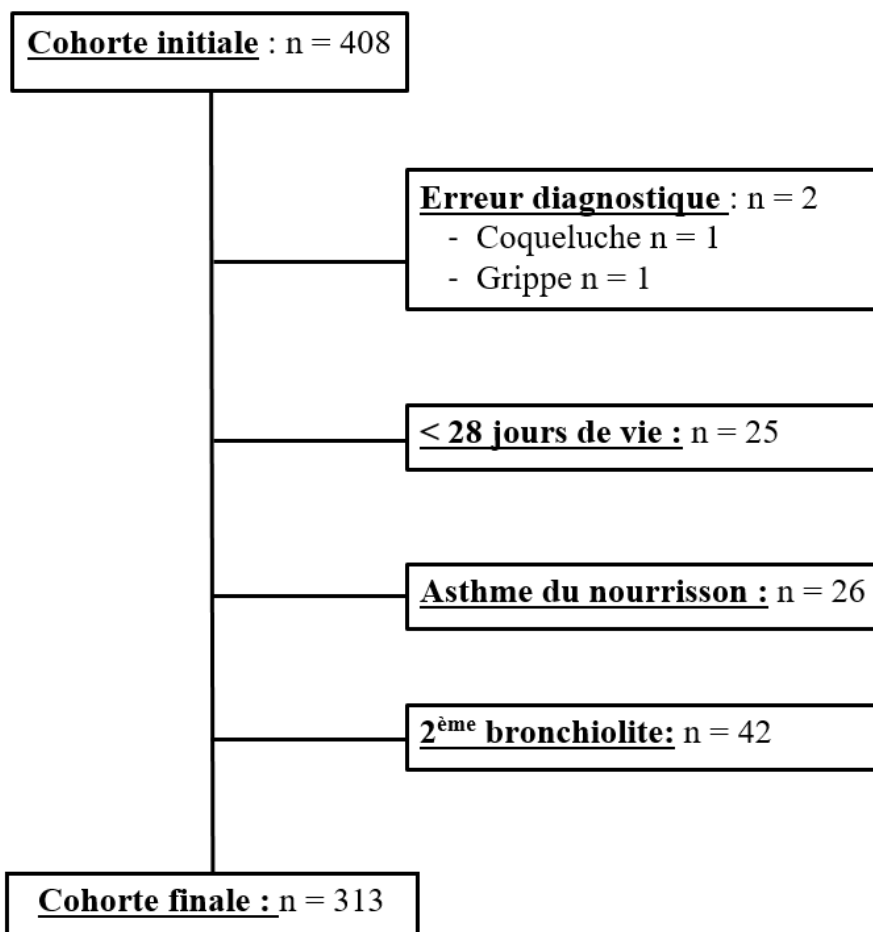 Cohorte initiale : n = 408
Erreur diagnostique : n = 2
- Coqueluche n = 1
- Grippe n = 1
< 28 jours de vie : n = 25
Asthme du nourrisson : n = 26
2ème bronchiolite: n = 42
Cohorte finale : n = 313